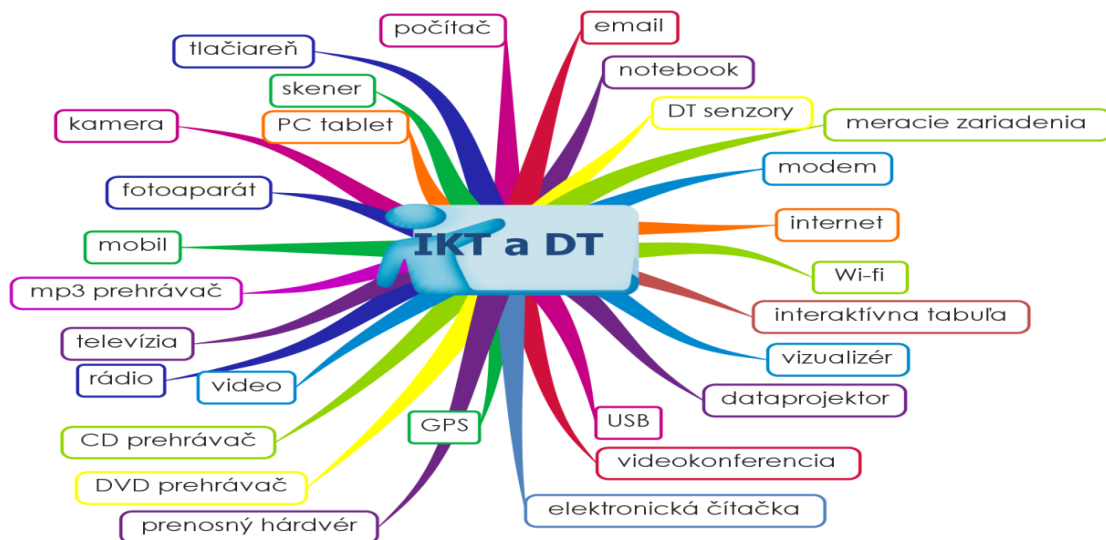 počítač
email
tlačiareň
notebook
skener
DT senzory
kamera
PC tablet
meracie zariadenia
modem
fotoaparát
internet
mobil
IKT a DT
Wi-fi
mp3 prehrávač
interaktívna tabuľa
televízia
vizualizér
rádio
video
dataprojektor
GPS
USB
CD prehrávač
videokonferencia
DVD prehrávač
elektronická čítačka
prenosný hárdvér